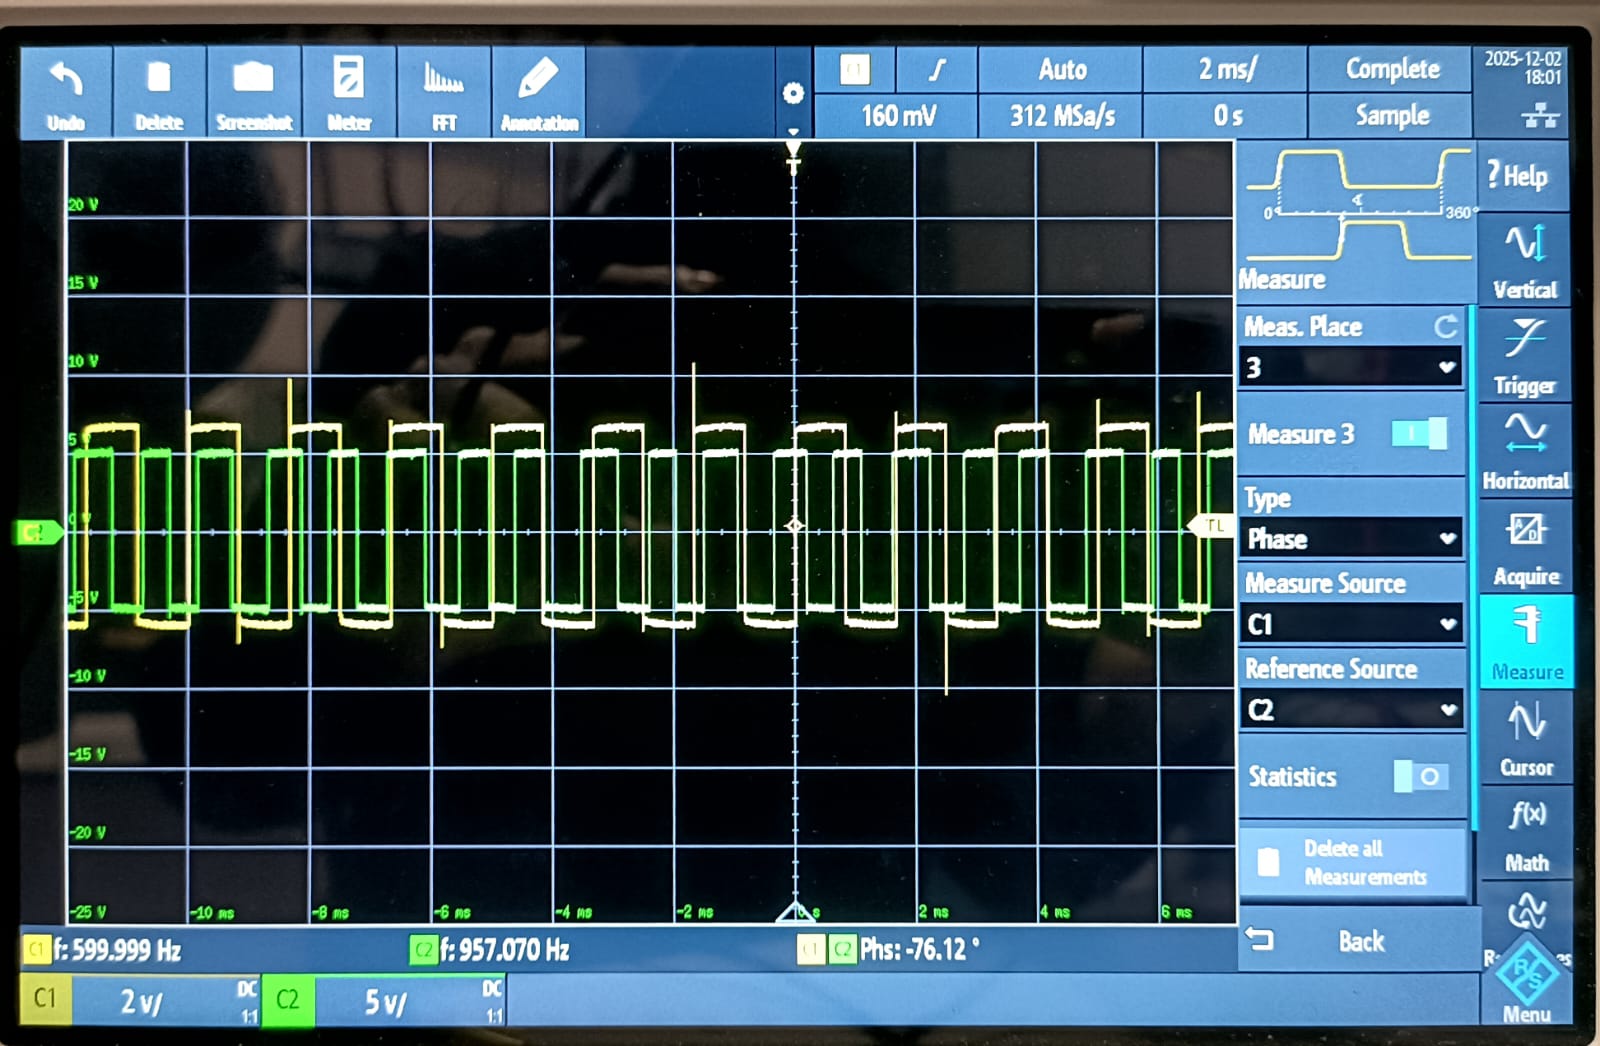 Auto
2 ms/
Complete
2025-12-02
18:01
Undo
Delete
Screenshot
Meter
FFT
Annotation
160 mV
312 MSa/s
0 s
Sample
T
20 V
15 V
10 V
5
0 V
-5 V
-10 V
-15 V
-20 V
-25 V
-10 ms
-8 ms
-6 ms
-4 ms
-2 ms
0 s
2 ms
4 ms
6 ms
TL
0°
360°
Measure
Meas. Place
3
Measure 3
Type
Phase
Measure Source
C1
Reference Source
C2
Statistics
Delete all
Measurements
Back
? Help
Vertical
Trigger
Horizontal
Acquire
Measure
Cursor
f(x)
Math
R&S
Menu
C1 f: 599.999 Hz
C2 f: 957.070 Hz
C1 C2 Phs: -76.12 °
C1 2 V/ DC 1:1
C2 5 V/ DC 1:1